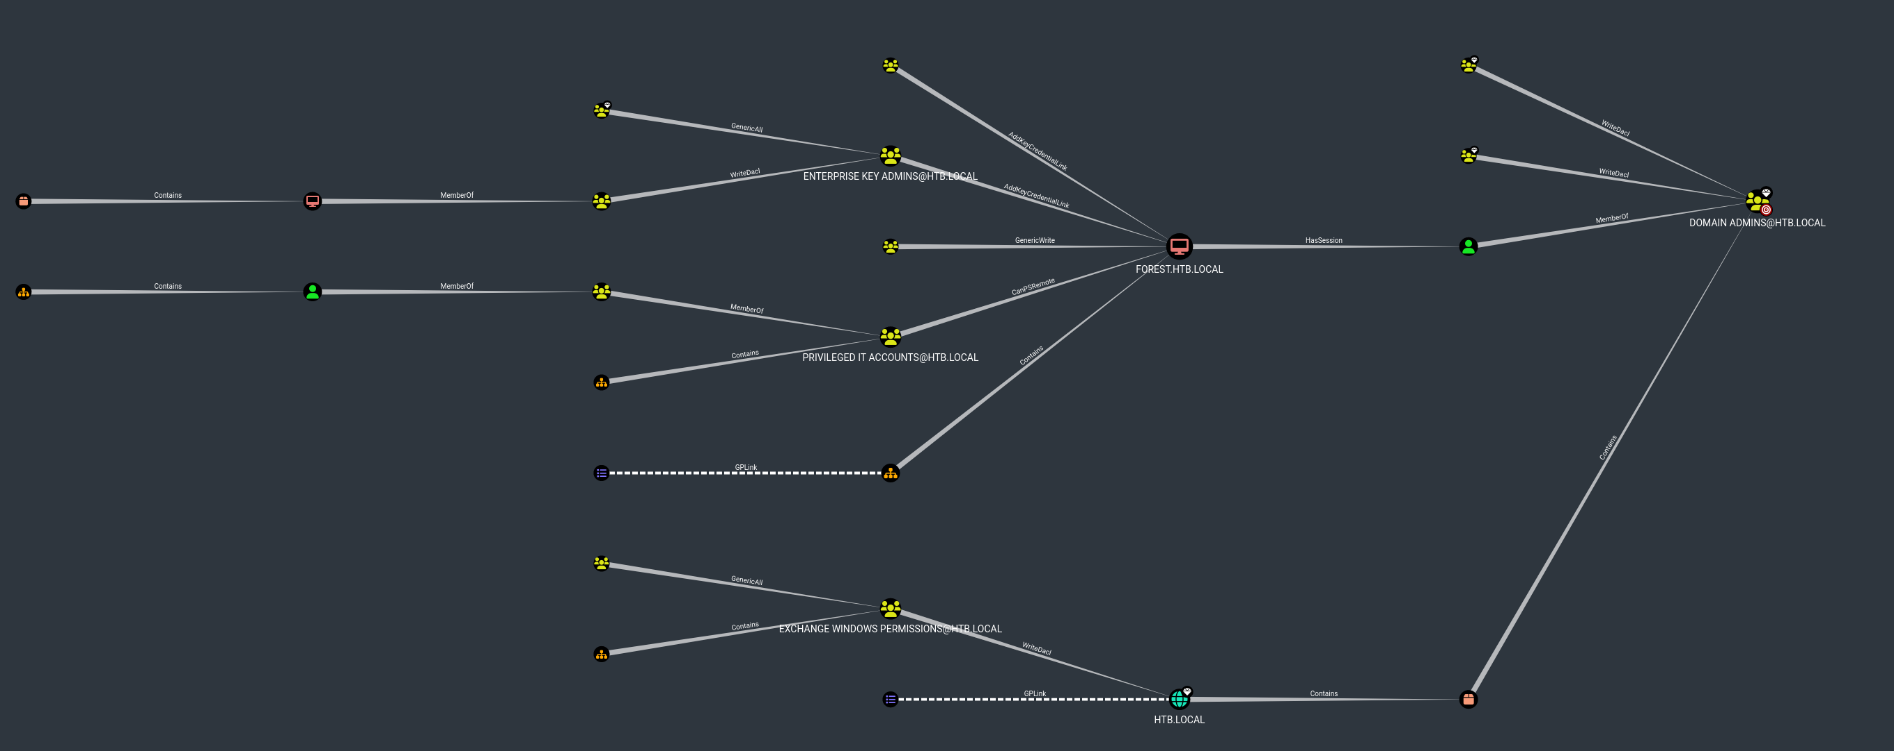 AddKeyCredentialLink
WriteDacl
GenericAll
ENTERPRISE KEY ADMINS@HTB.LOCAL
WriteDacl
AddKeyCredentialLink
WriteDacl
Contains
MemberOf
DOMAIN ADMINS@HTB.LOCAL
MemberOf
GenericWrite
HasSession
FOREST.HTB.LOCAL
Contains
MemberOf
CanPSRemote
MemberOf
Contains
PRIVILEGED IT ACCOUNTS@HTB.LOCAL
Contains
Contains
GPLink
GenericAll
Contains
EXCHANGE WINDOWS PERMISSIONS@HTB.LOCAL
WriteDacl
GPLink
Contains
HTB.LOCAL